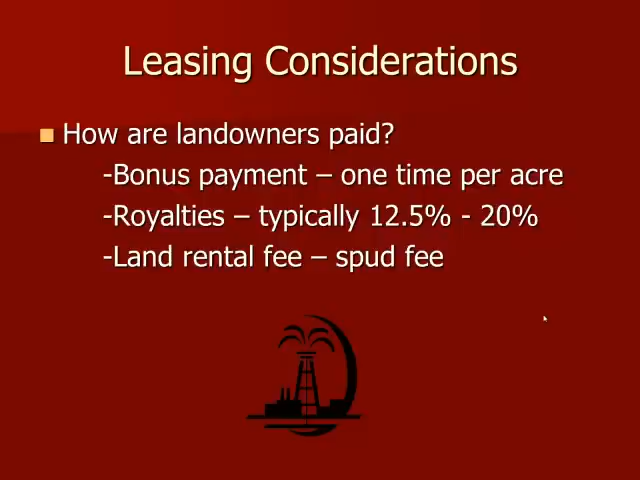 Leasing Considerations
How are landowners paid?
-Bonus payment – one time per acre
-Royalties – typically 12.5% - 20%
-Land rental fee – spud fee